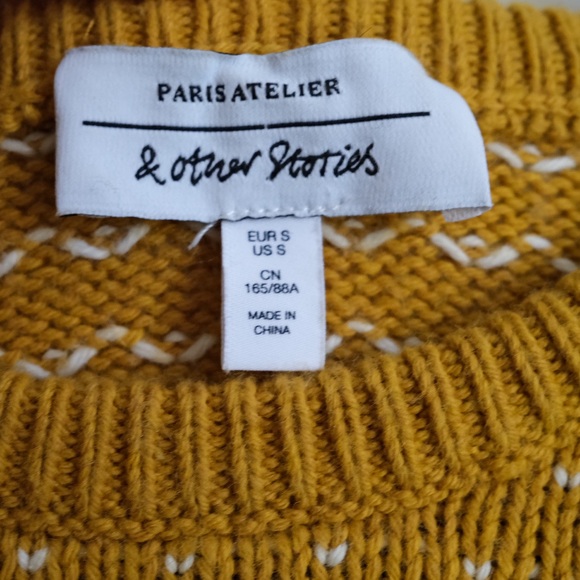 PARIS ATELIER
& other Stories
EUR S
US S
CN
165/88A
MADE IN
CHINA